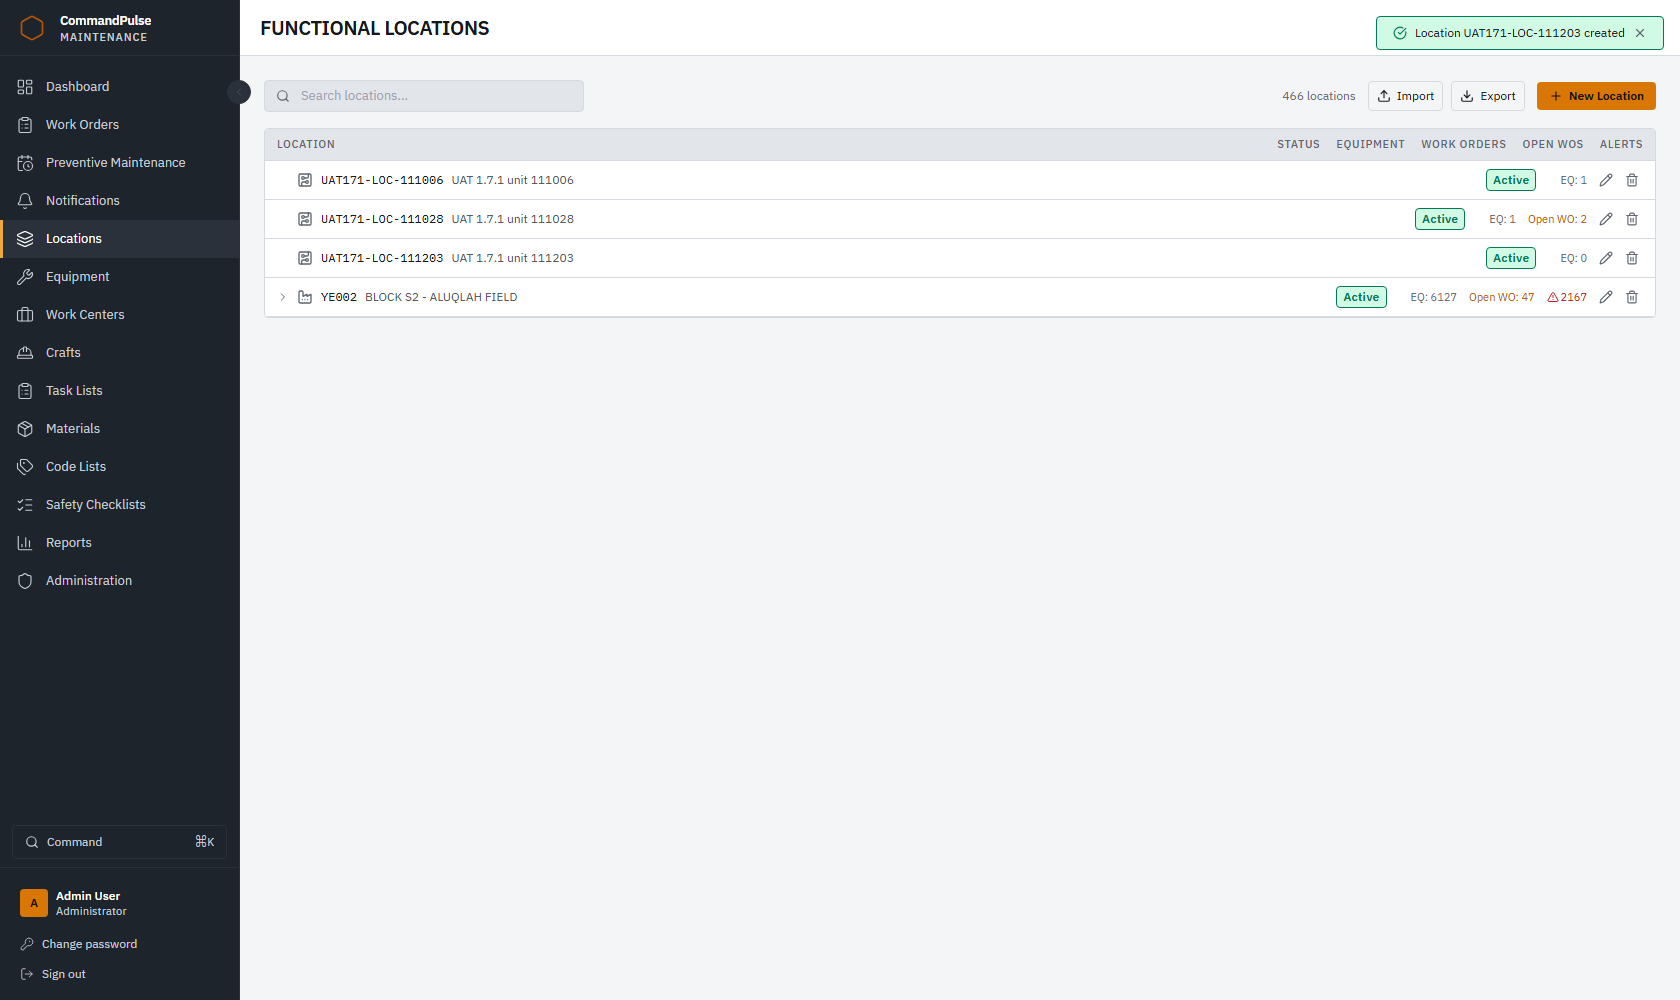 CommandPulse
MAINTENANCE
FUNCTIONAL LOCATIONS
Location UAT171-LOC-111203 created
Dashboard
Work Orders
Preventive Maintenance
Notifications
Locations
Equipment
Work Centers
Crafts
Task Lists
Materials
Code Lists
Safety Checklists
Reports
Administration
Command ⌘K
A
Admin User
Administrator
Change password
Sign out
Search locations...
466 locations Import Export + New Location
LOCATION STATUS EQUIPMENT WORK ORDERS OPEN WOS ALERTS
UAT171-LOC-111006 UAT 1.7.1 unit 111006 Active EQ: 1
UAT171-LOC-111028 UAT 1.7.1 unit 111028 Active EQ: 1 Open WO: 2
UAT171-LOC-111203 UAT 1.7.1 unit 111203 Active EQ: 0
YE002 BLOCK S2 - ALUQLAH FIELD Active EQ: 6127 Open WO: 47 2167